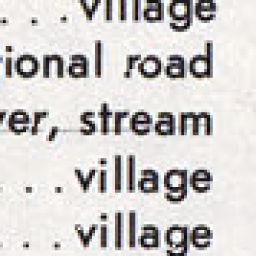 . . . village
ional road
er, stream
. . . village
. . . village